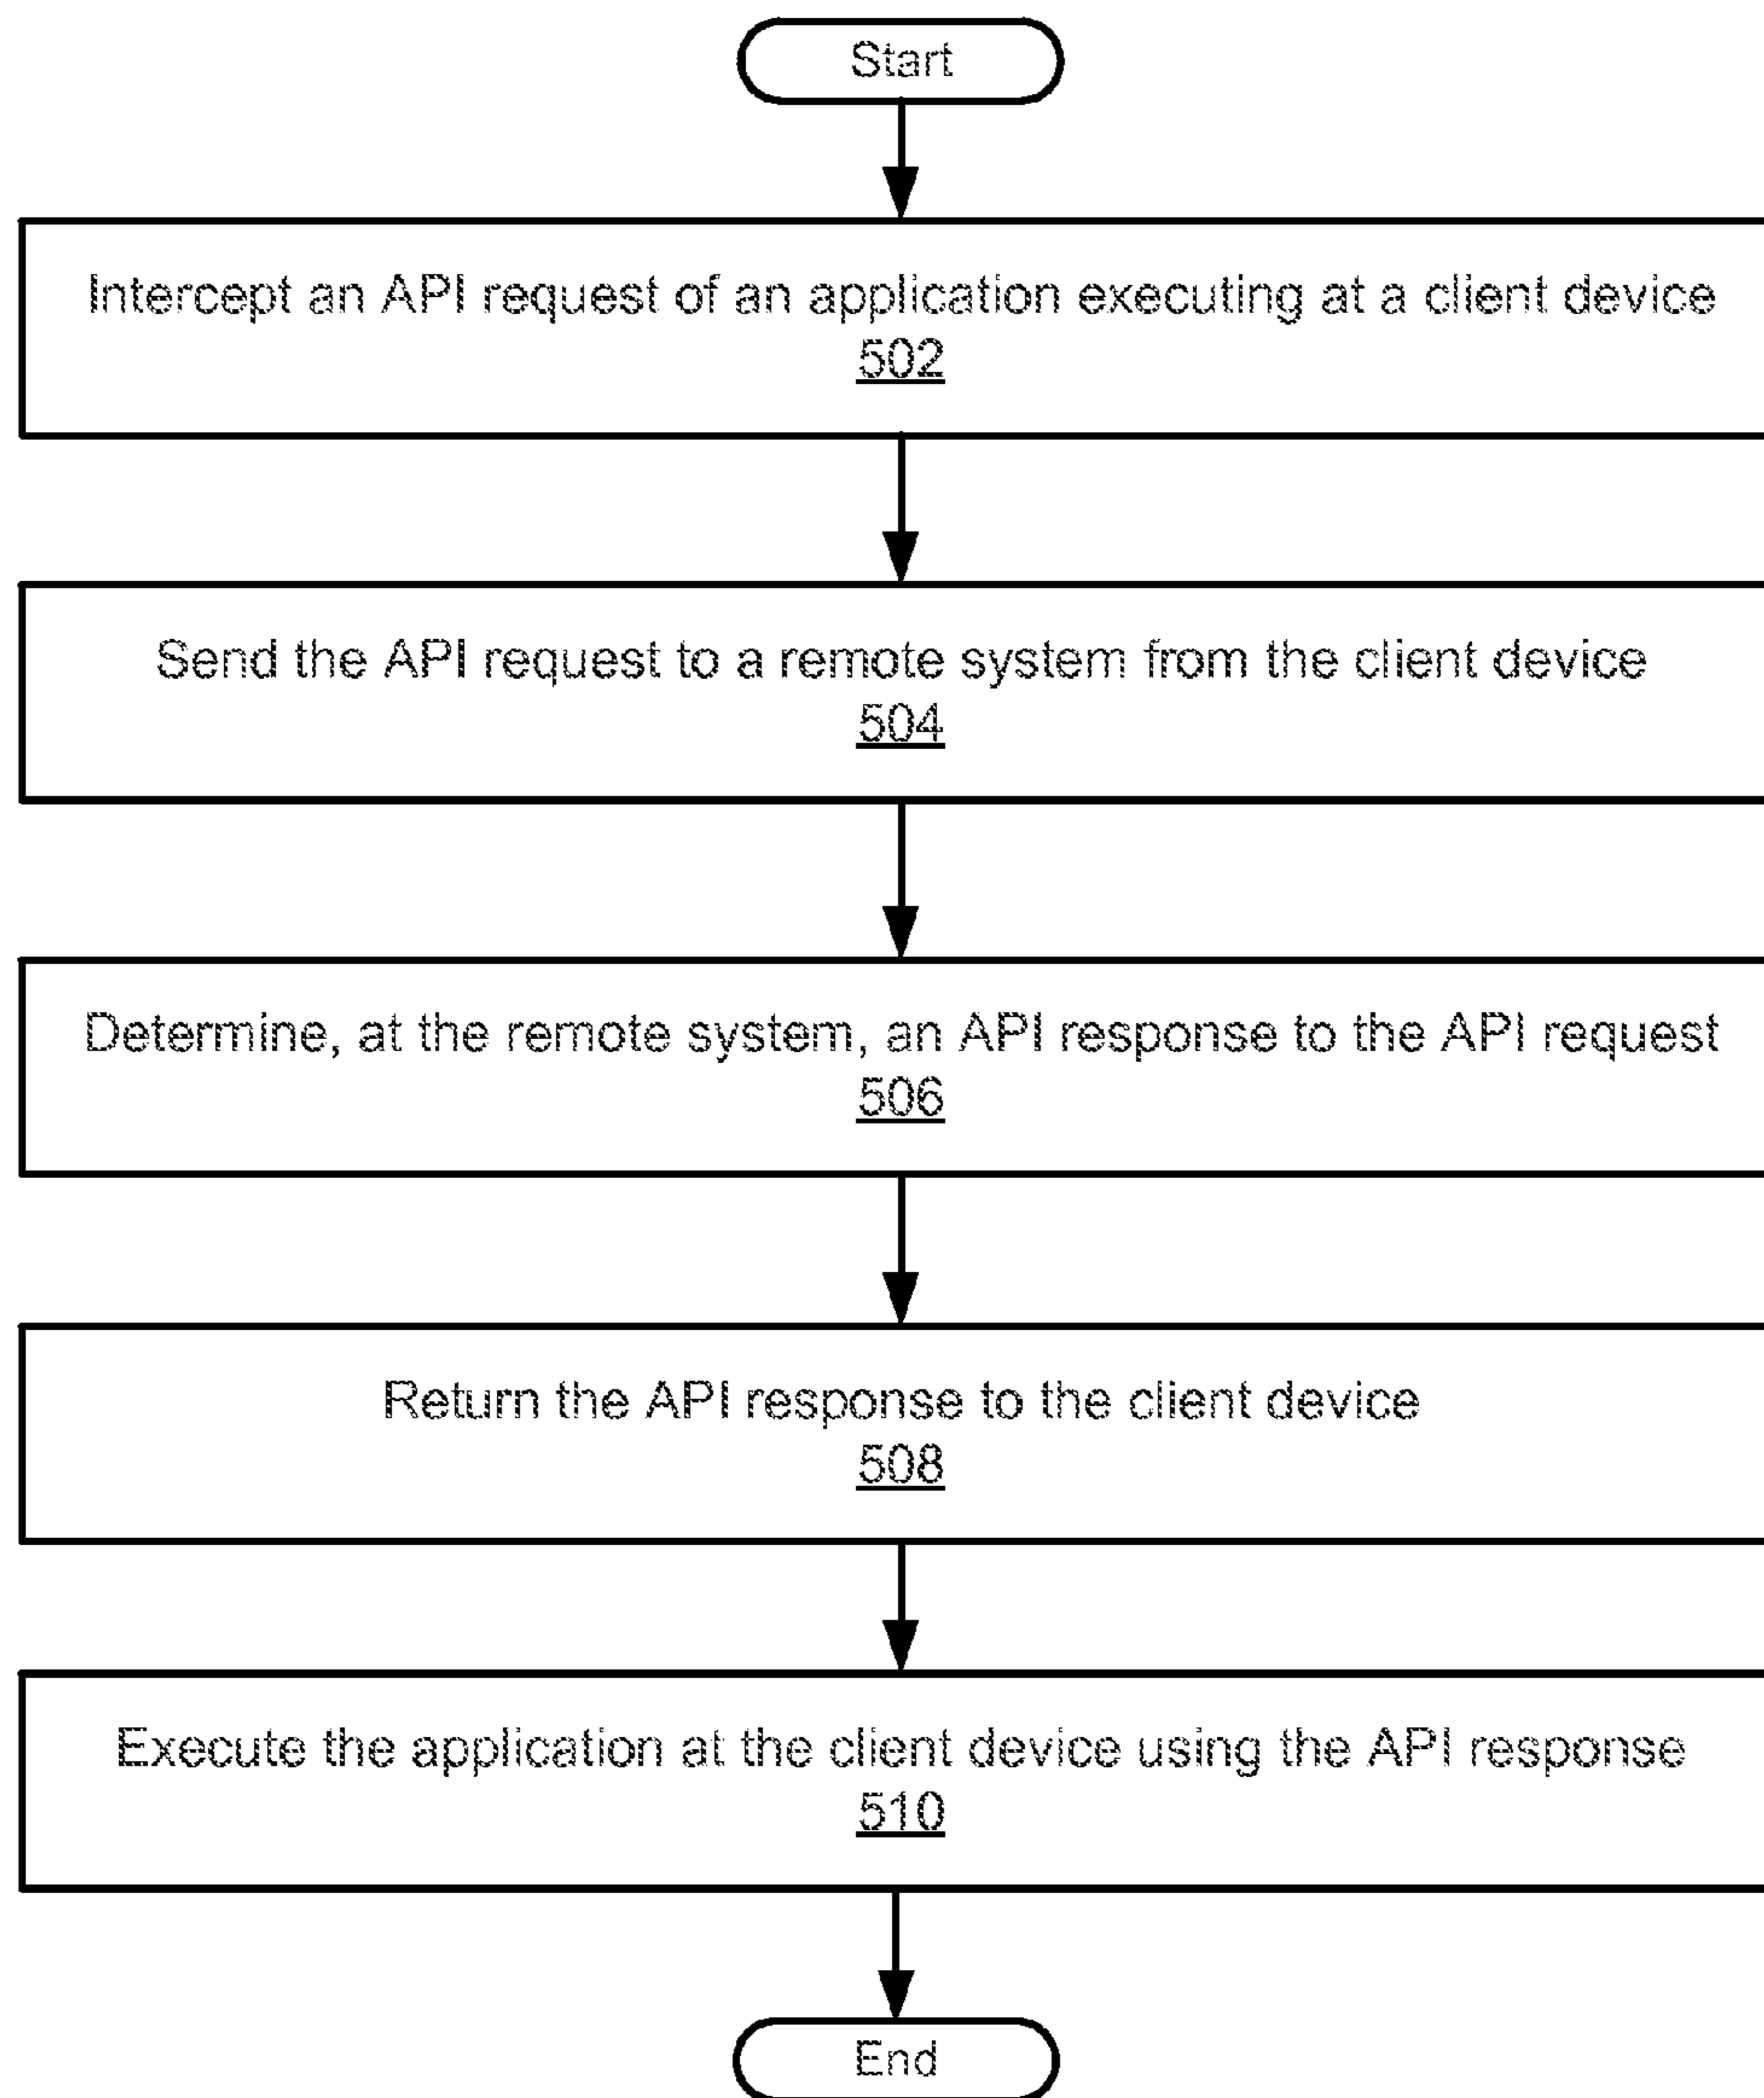 Start
Intercept an API request of an application executing at a client device
502
Send the API request to a remote system from the client device
504
Determine, at the remote system, an API response to the API request
506
Return the API response to the client device
508
Execute the application at the client device using the API response
510
End